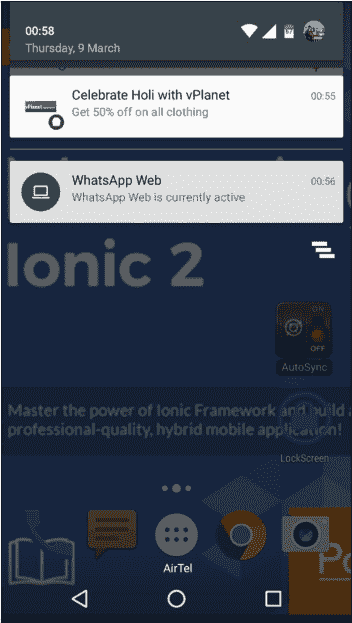 00:58
Thursday, 9 March
Celebrate Holi with vPlanet 00:55
Get 50% off on all clothing
WhatsApp Web 00:56
WhatsApp Web is currently active
Ionic 2
ON
OFF
AutoSync
Master the power of Ionic Framework and build a
professional-quality, hybrid mobile application!
LockScreen
AirTel